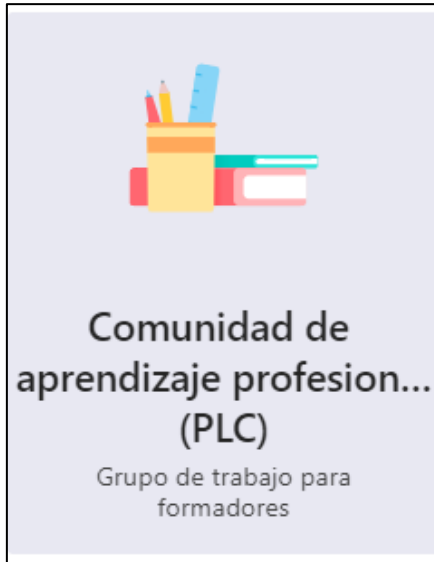 Comunidad de
aprendizaje profesion...
(PLC)
Grupo de trabajo para
formadores